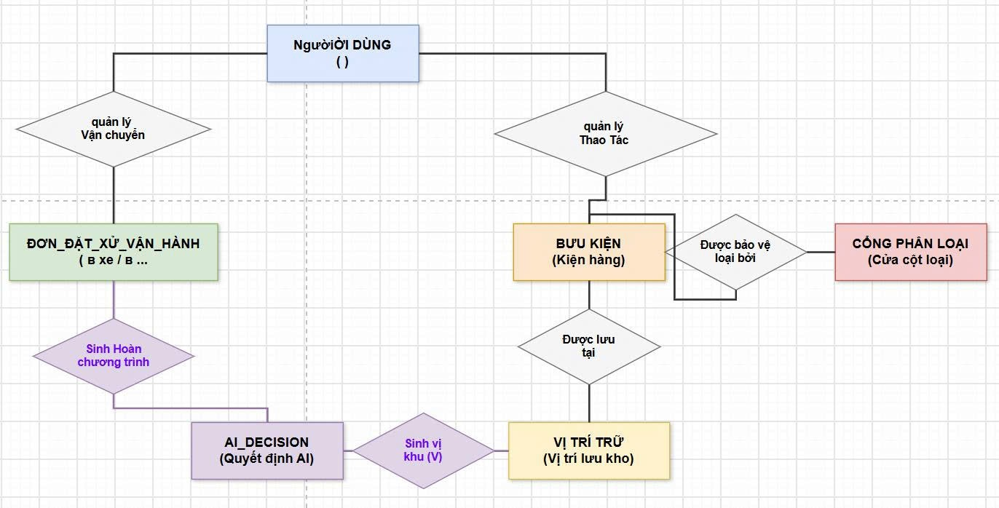 NgườiỜI DÙNG
( )
quản lý
Vận chuyển
quản lý
Thao Tác
ĐƠN_ĐẶT_XỬ_VẬN_HÀNH
( в xe / в ...
BƯU KIỆN
(Kiện hàng)
Được bảo vệ
loại bởi
CỔNG PHÂN LOẠI
(Cửa cột loại)
Sinh Hoàn
chương trình
Được lưu
tại
AI_DECISION
(Quyết định AI)
Sinh vị
khu (V)
VỊ TRÍ TRỮ
(Vị trí lưu kho)